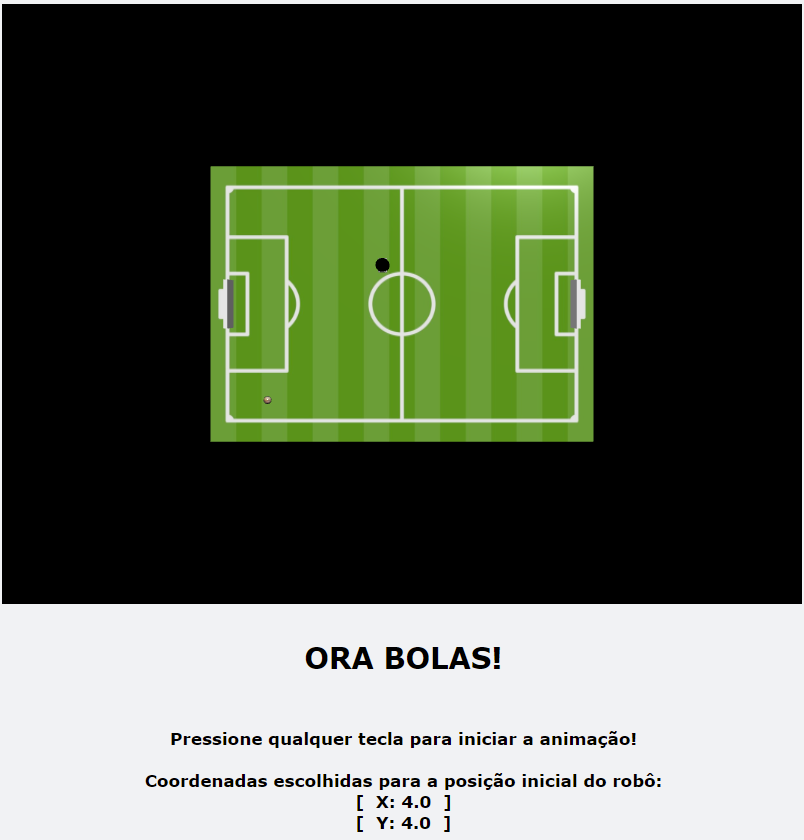 ORA BOLAS!
Pressione qualquer tecla para iniciar a animação!
Coordenadas escolhidas para a posição inicial do robô:
[  X: 4.0  ]
[  Y: 4.0  ]